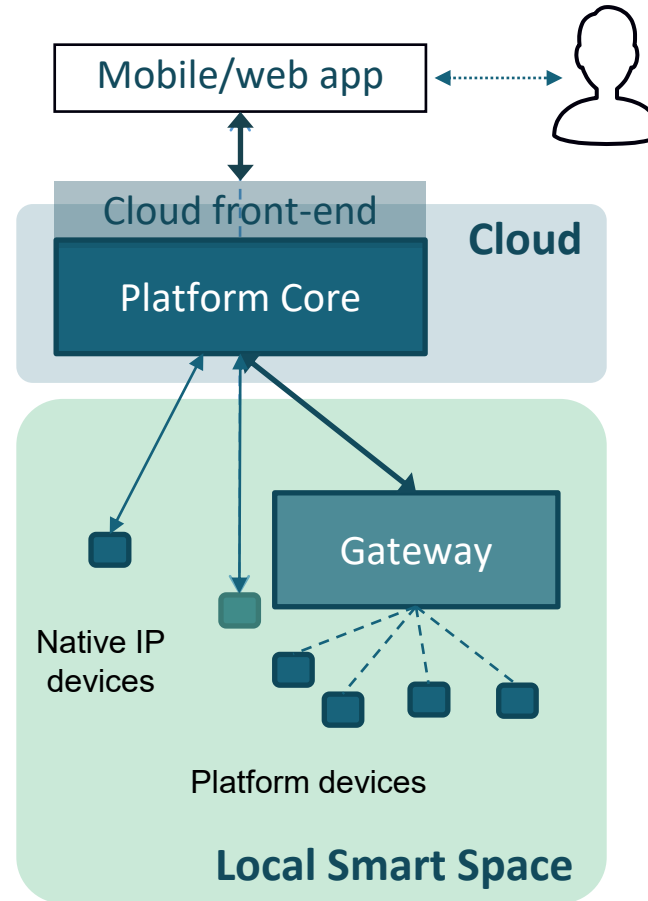 Mobile/web app
Cloud front-end
Cloud
Platform Core
Gateway
Native IP
devices
Platform devices
Local Smart Space